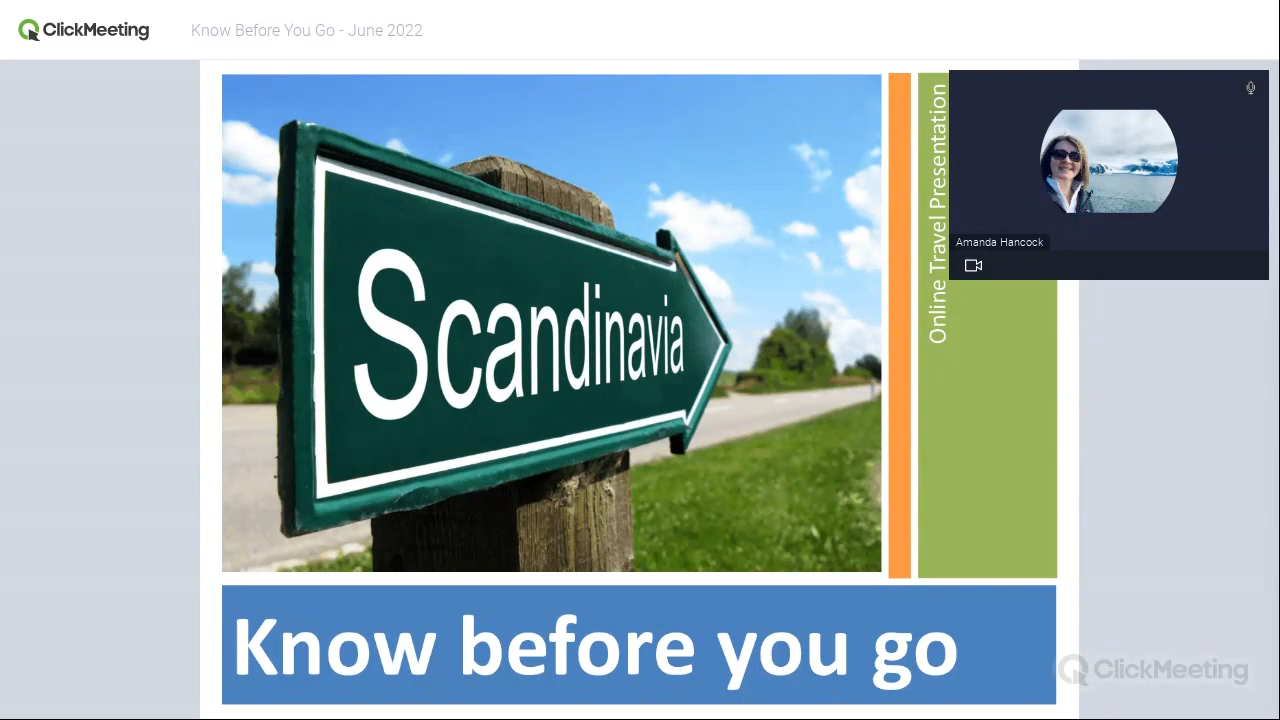 ClickMeeting
Know Before You Go - June 2022
Scandinavia
Online Travel Presentation
Amanda Hancock
Know before you go
ClickMeeting